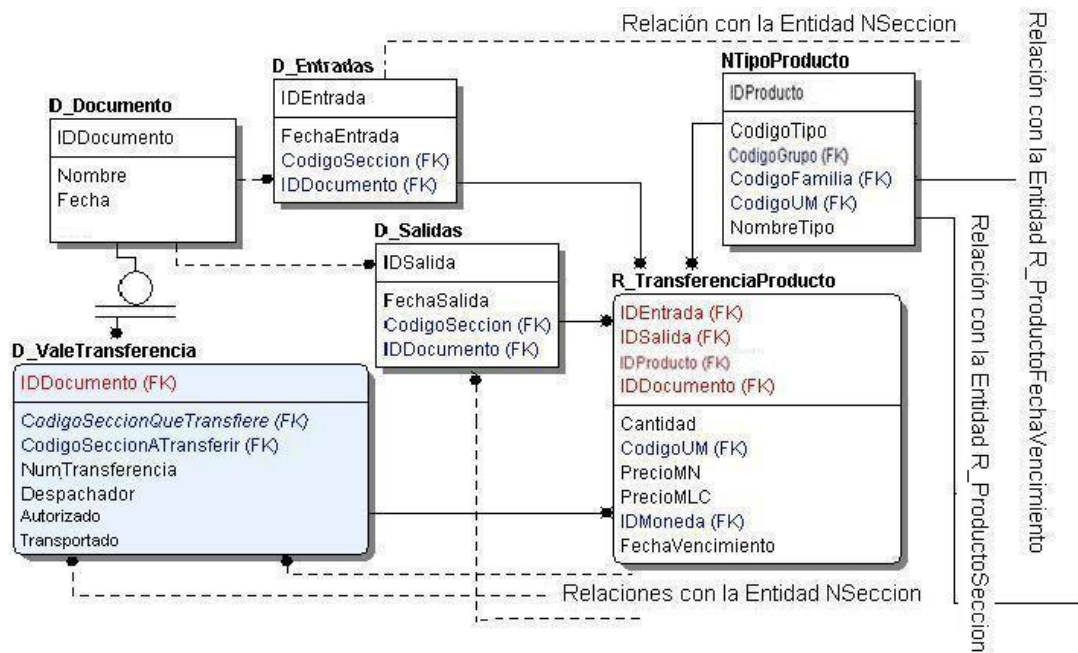 Relación con la Entidad NSeccion
D_Entradas
IDEntrada
FechaEntrada
CodigoSeccion (FK)
IDDocumento (FK)
NTipoProducto
IDProducto
CodigoTipo
CodigoGrupo (FK)
CodigoFamilia (FK)
CodigoUM (FK)
NombreTipo
Relación con la Entidad R_ProductoFechaVencimiento
Relación con la Entidad R_ProductoSeccion
D_Documento
IDDocumento
Nombre
Fecha
D_Salidas
IDSalida
FechaSalida
CodigoSeccion (FK)
IDDocumento (FK)
R_TransferenciaProducto
IDEntrada (FK)
IDSalida (FK)
IDProducto (FK)
IDDocumento (FK)
Cantidad
CodigoUM (FK)
PrecioMN
PrecioMLC
IDMoneda (FK)
FechaVencimiento
D_ValeTransferencia
IDDocumento (FK)
CodigoSeccionQueTransfiere (FK)
CodigoSeccionATransferir (FK)
NumTransferencia
Despachador
Autorizado
Transportado
Relaciones con la Entidad NSeccion